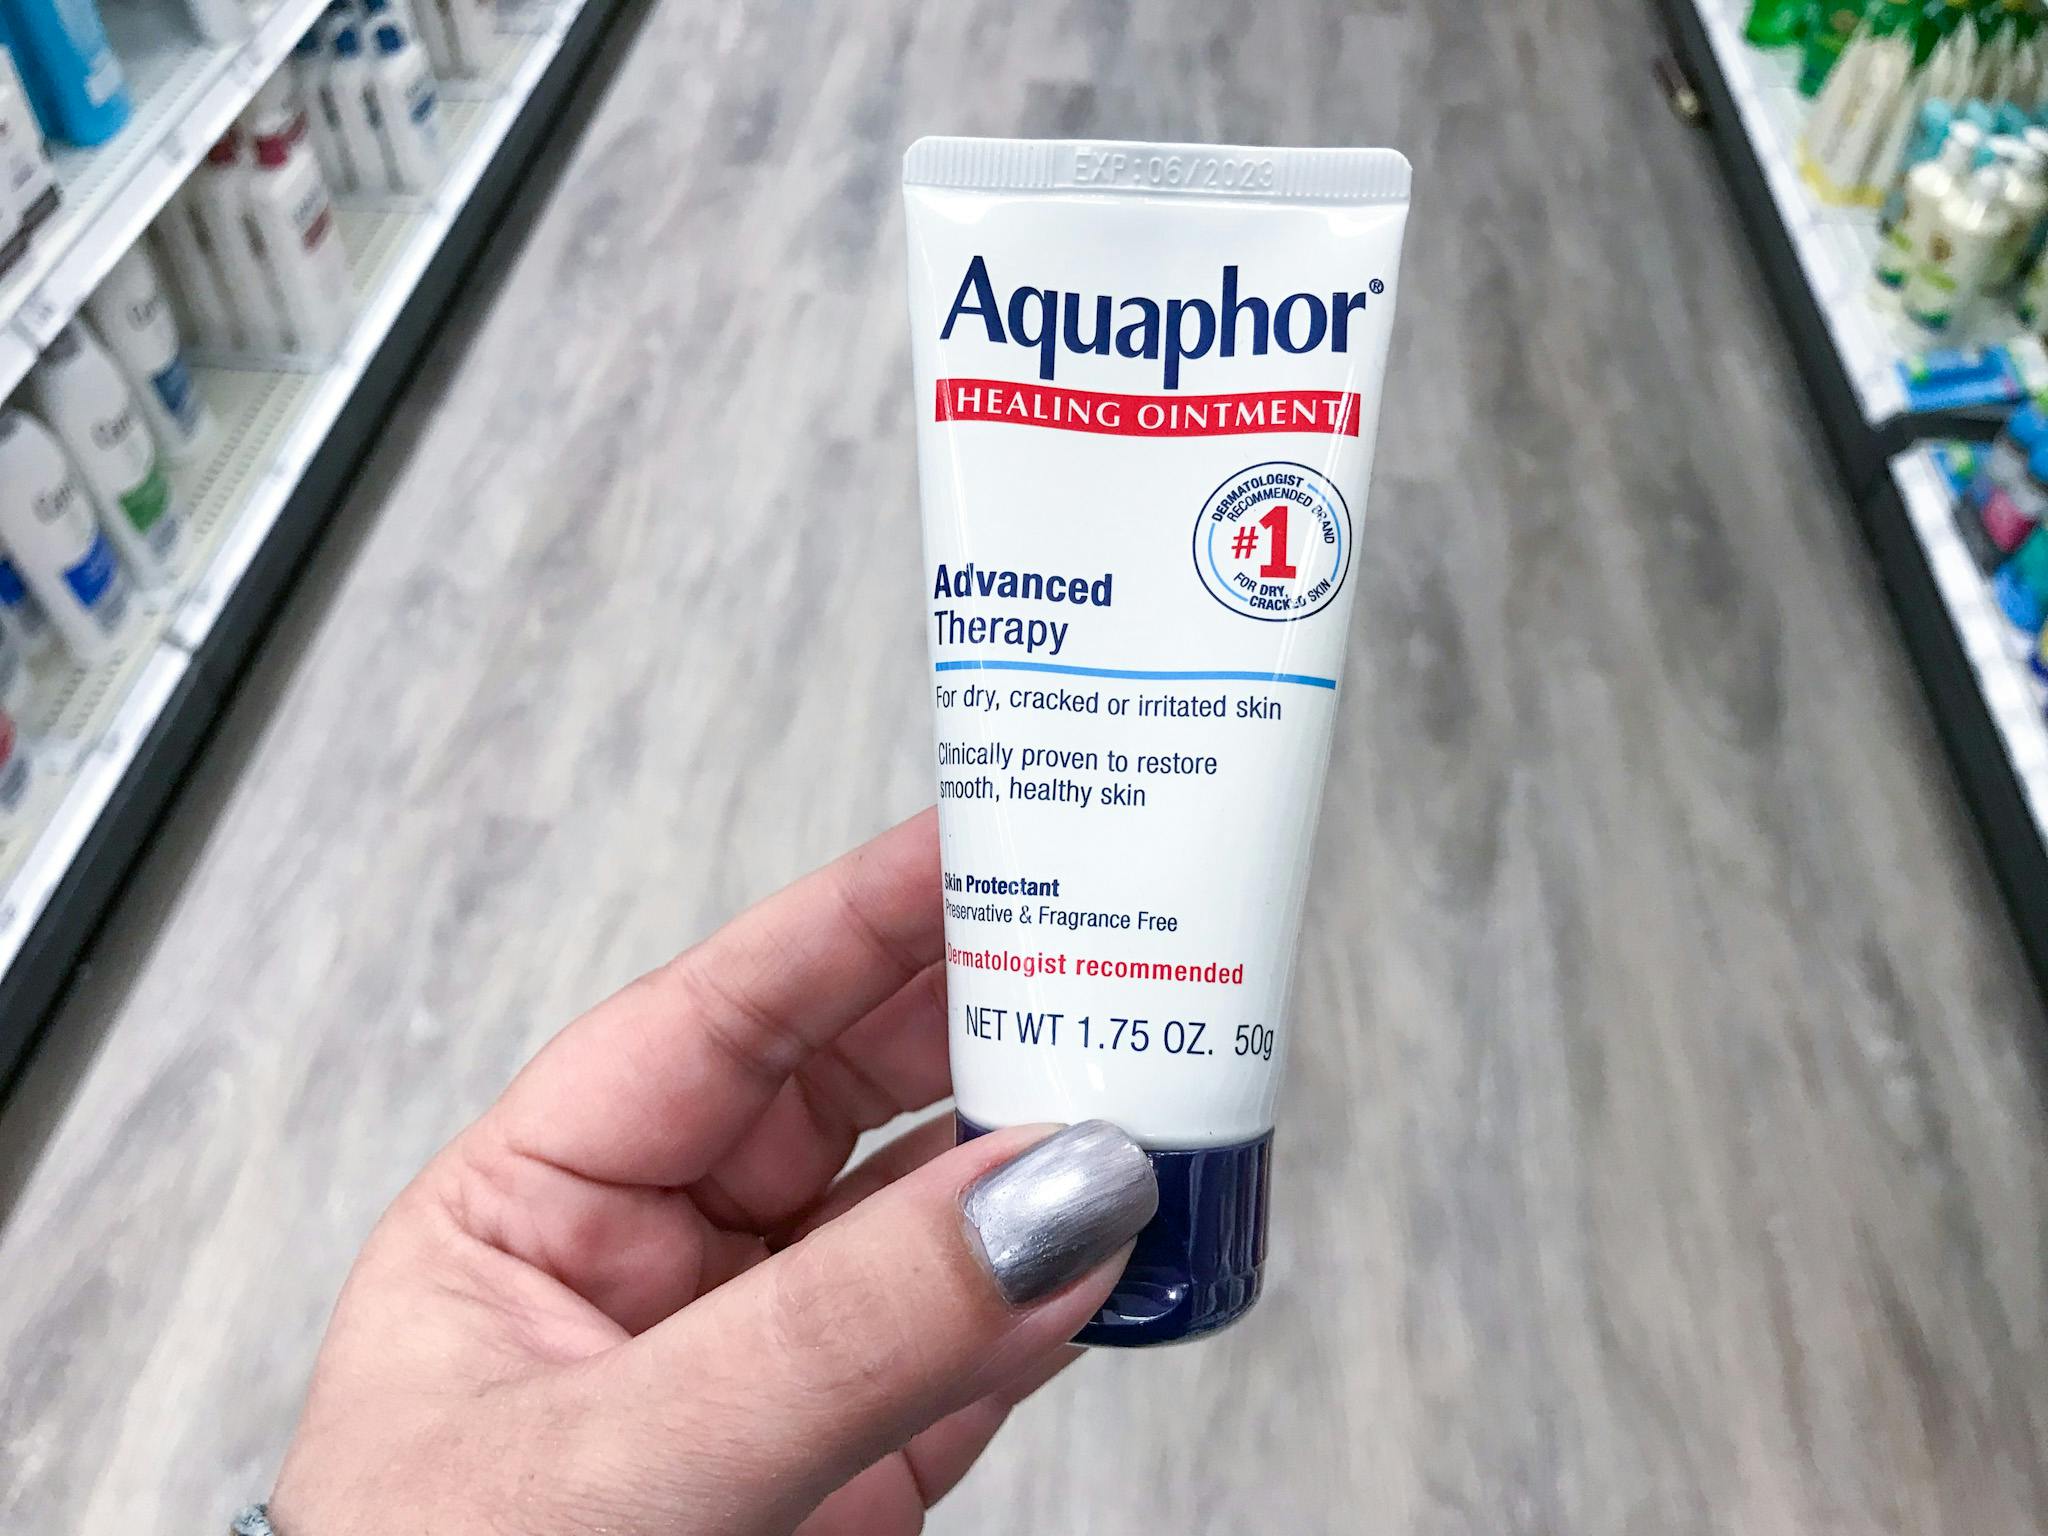 EXP:06/2023
Aquaphor®
HEALING OINTMENT
DERMATOLOGIST
RECOMMENDED BRAND
#1
FOR DRY,
CRACKED SKIN
Advanced
Therapy
For dry, cracked or irritated skin
Clinically proven to restore
smooth, healthy skin
Skin Protectant
Preservative & Fragrance Free
Dermatologist recommended
NET WT 1.75 OZ. 50g